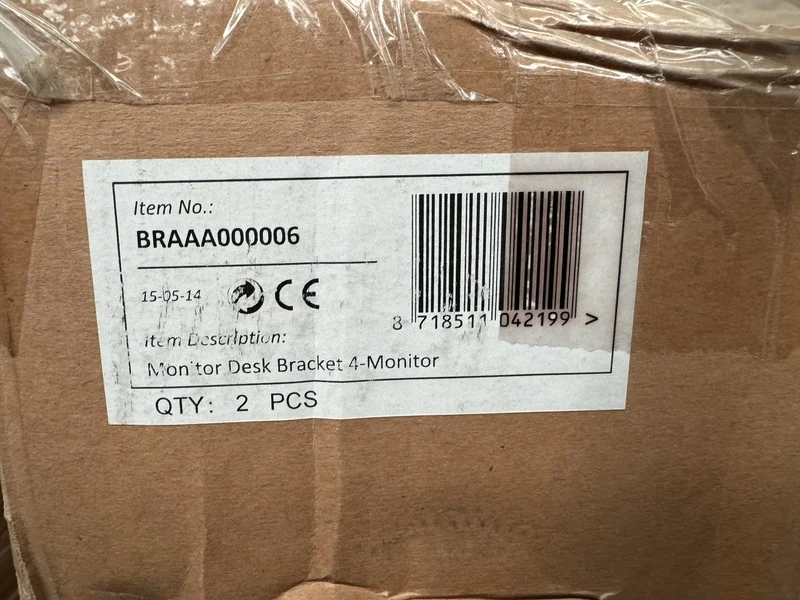 Item No.:
BRAAA000006
15-05-14
CE
Item Description:
Monitor Desk Bracket 4-Monitor
QTY: 2 PCS
8 718511 042199 >